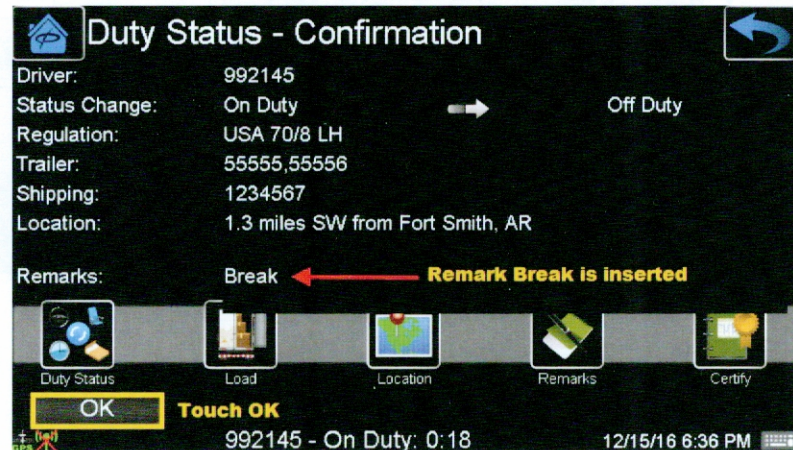 Duty Status - Confirmation
Driver: 992145
Status Change: On Duty Off Duty
Regulation: USA 70/8 LH
Trailer: 55555,55556
Shipping: 1234567
Location: 1.3 miles SW from Fort Smith, AR
Remarks: Break Remark Break is inserted
Duty Status Load Location Remarks Certify
OK Touch OK
GPS 992145 - On Duty: 0:18 12/15/16 6:36 PM